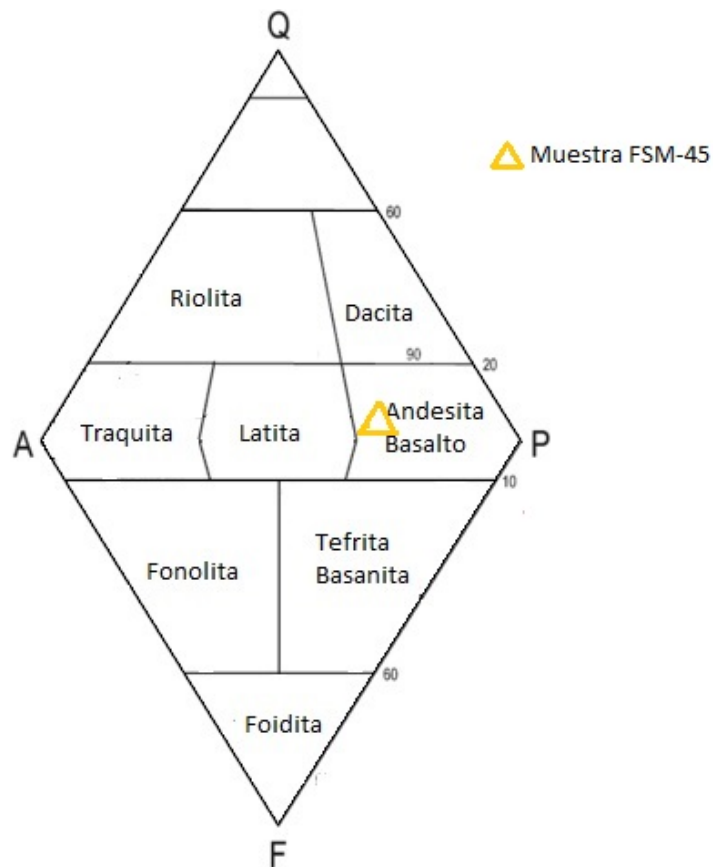 Q
Muestra FSM-45
60
Riolita
Dacita
90
20
Traquita
Latita
Andesita
Basalto
A
P
10
Fonolita
Tefrita
Basanita
60
Foidita
F